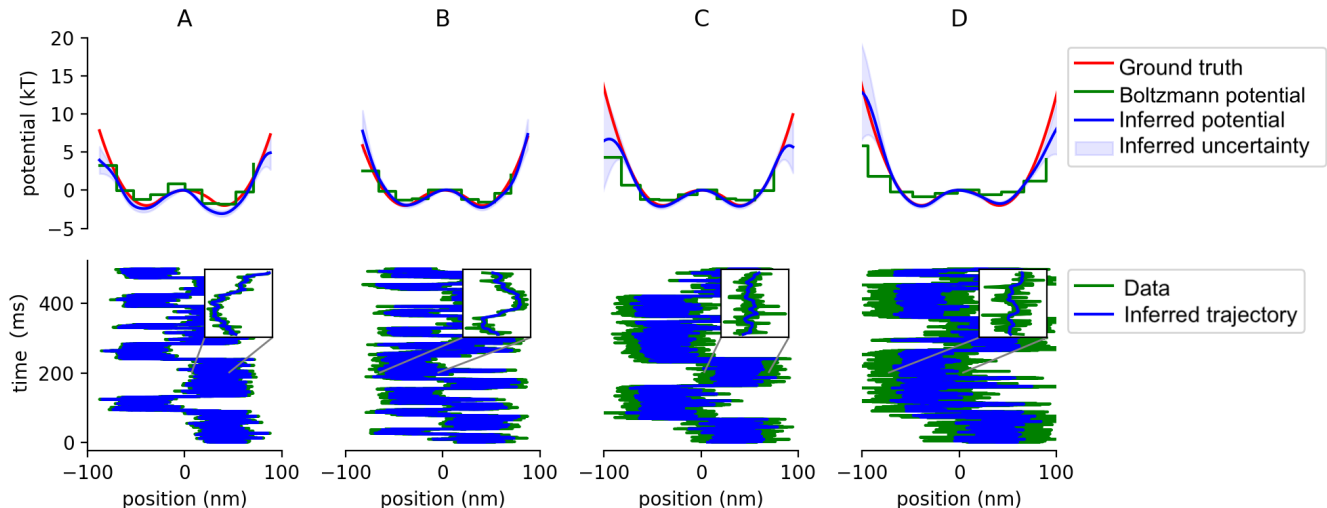 A B C D
20
15
10
5
0
−5
potential (kT)
Ground truth
Boltzmann potential
Inferred potential
Inferred uncertainty
400
200
0
time (ms)
Data
Inferred trajectory
−100 0 100 −100 0 100 −100 0 100 −100 0 100
position (nm) position (nm) position (nm) position (nm)